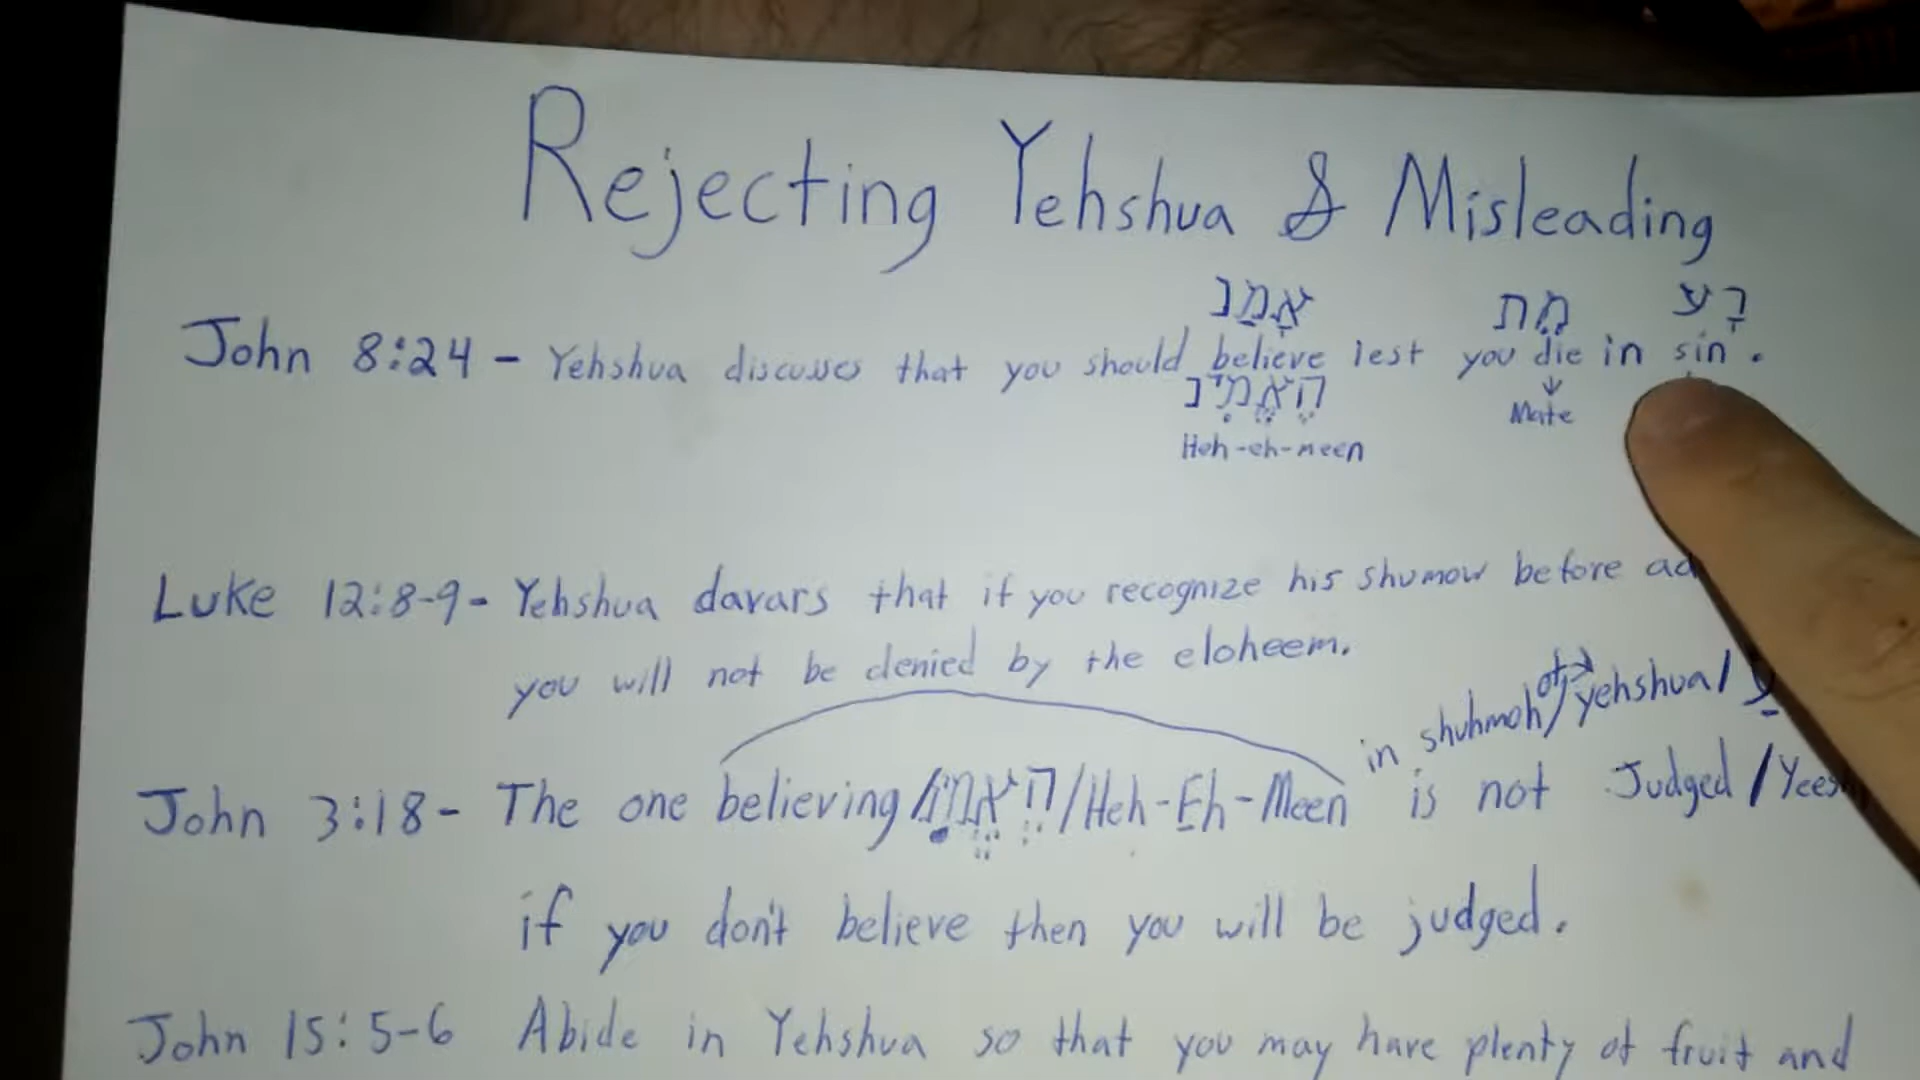 Rejecting Yehshua & Misleading
אָמַנ מֵת רָע
John 8:24 - Yehshua discusses that you should believe lest you die in sin.
הֶאֱמִינ Mate
Heh-eh-meen
Luke 12:8-9- Yehshua davars that if you recognize his shumow before
you will not be denied by the eloheem.
in shuhmoh of yehshua/
John 3:18- The one believing/הֶאֱמִנ/Heh-Eh-Meen is not Judged/
if you don't believe then you will be judged.
John 15:5-6 Abide in Yehshua so that you may have plenty of fruit and